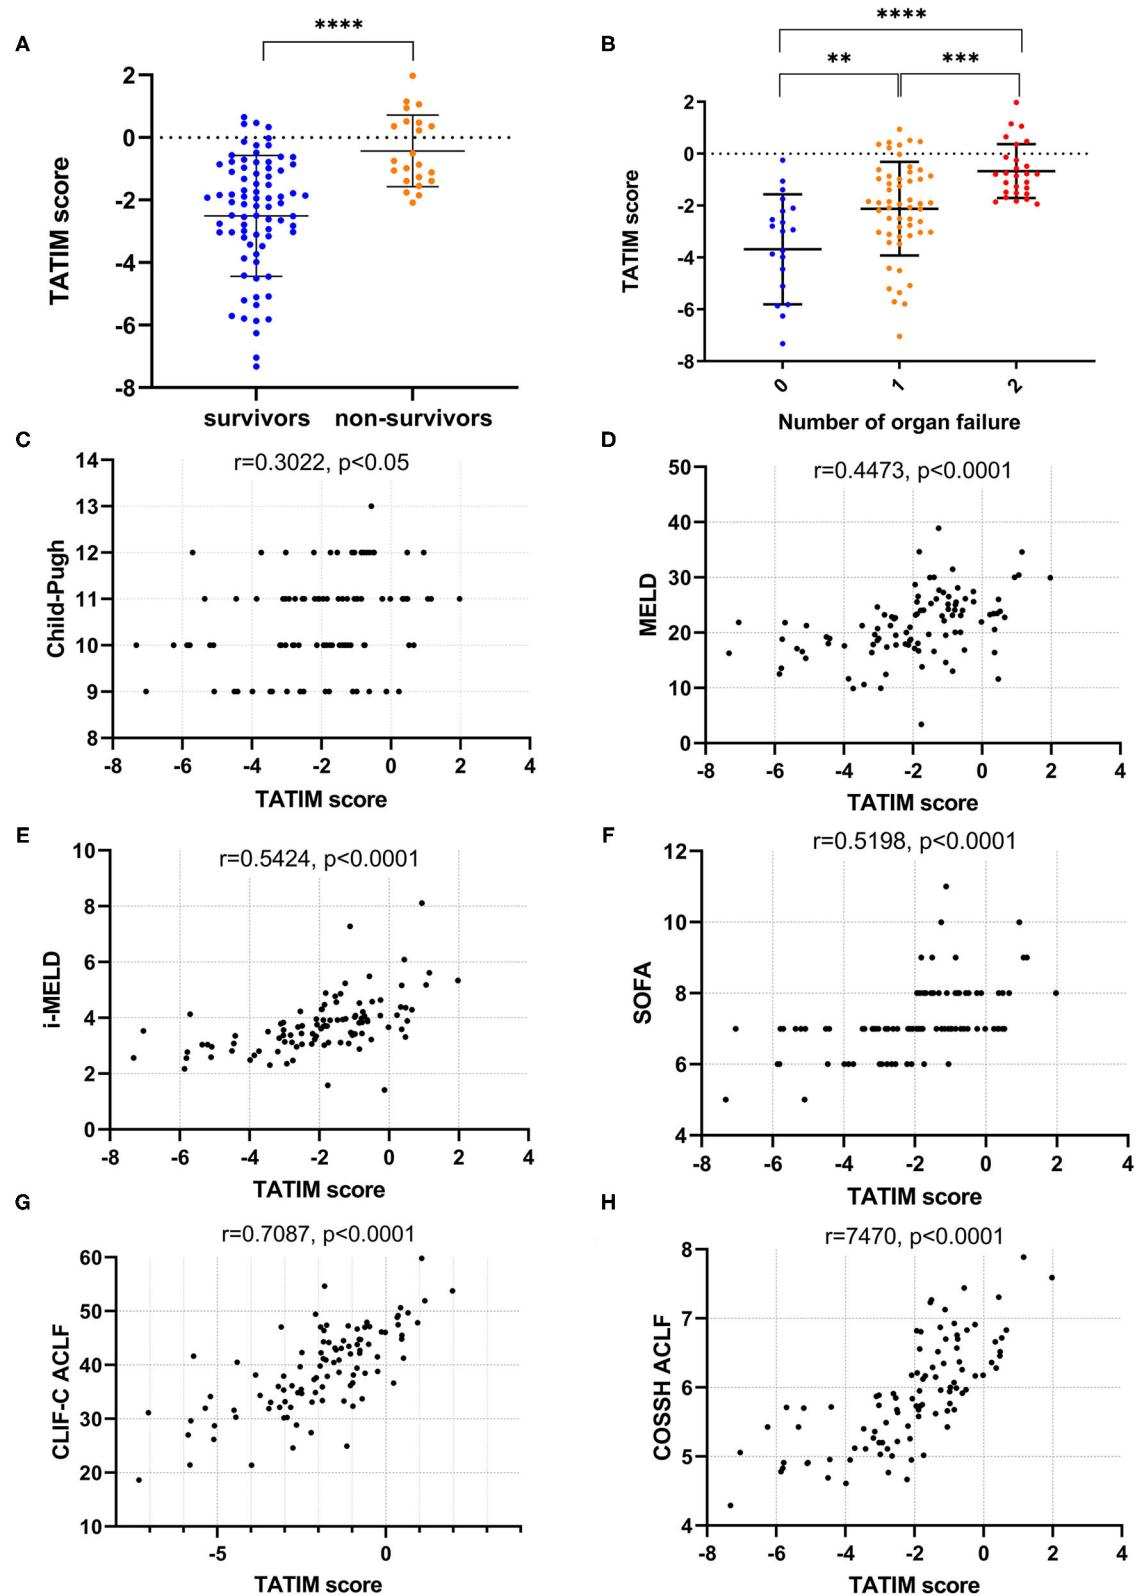 A
****
2
0
-2
-4
-6
-8
TATIM score
survivors non-survivors
B
****
** ***
2
0
-2
-4
-6
-8
TATIM score
0 1 2
Number of organ failure
C
r=0.3022, p<0.05
14
13
12
11
10
9
8
Child-Pugh
-8 -6 -4 -2 0 2 4
TATIM score
D
r=0.4473, p<0.0001
50
40
30
20
10
0
MELD
-8 -6 -4 -2 0 2 4
TATIM score
E
r=0.5424, p<0.0001
10
8
6
4
2
0
i-MELD
-8 -6 -4 -2 0 2 4
TATIM score
F
r=0.5198, p<0.0001
12
10
8
6
4
SOFA
-8 -6 -4 -2 0 2 4
TATIM score
G
r=0.7087, p<0.0001
60
50
40
30
20
10
CLIF-C ACLF
-5 0
TATIM score
H
r=7470, p<0.0001
8
7
6
5
4
COSSH ACLF
-8 -6 -4 -2 0 2 4
TATIM score